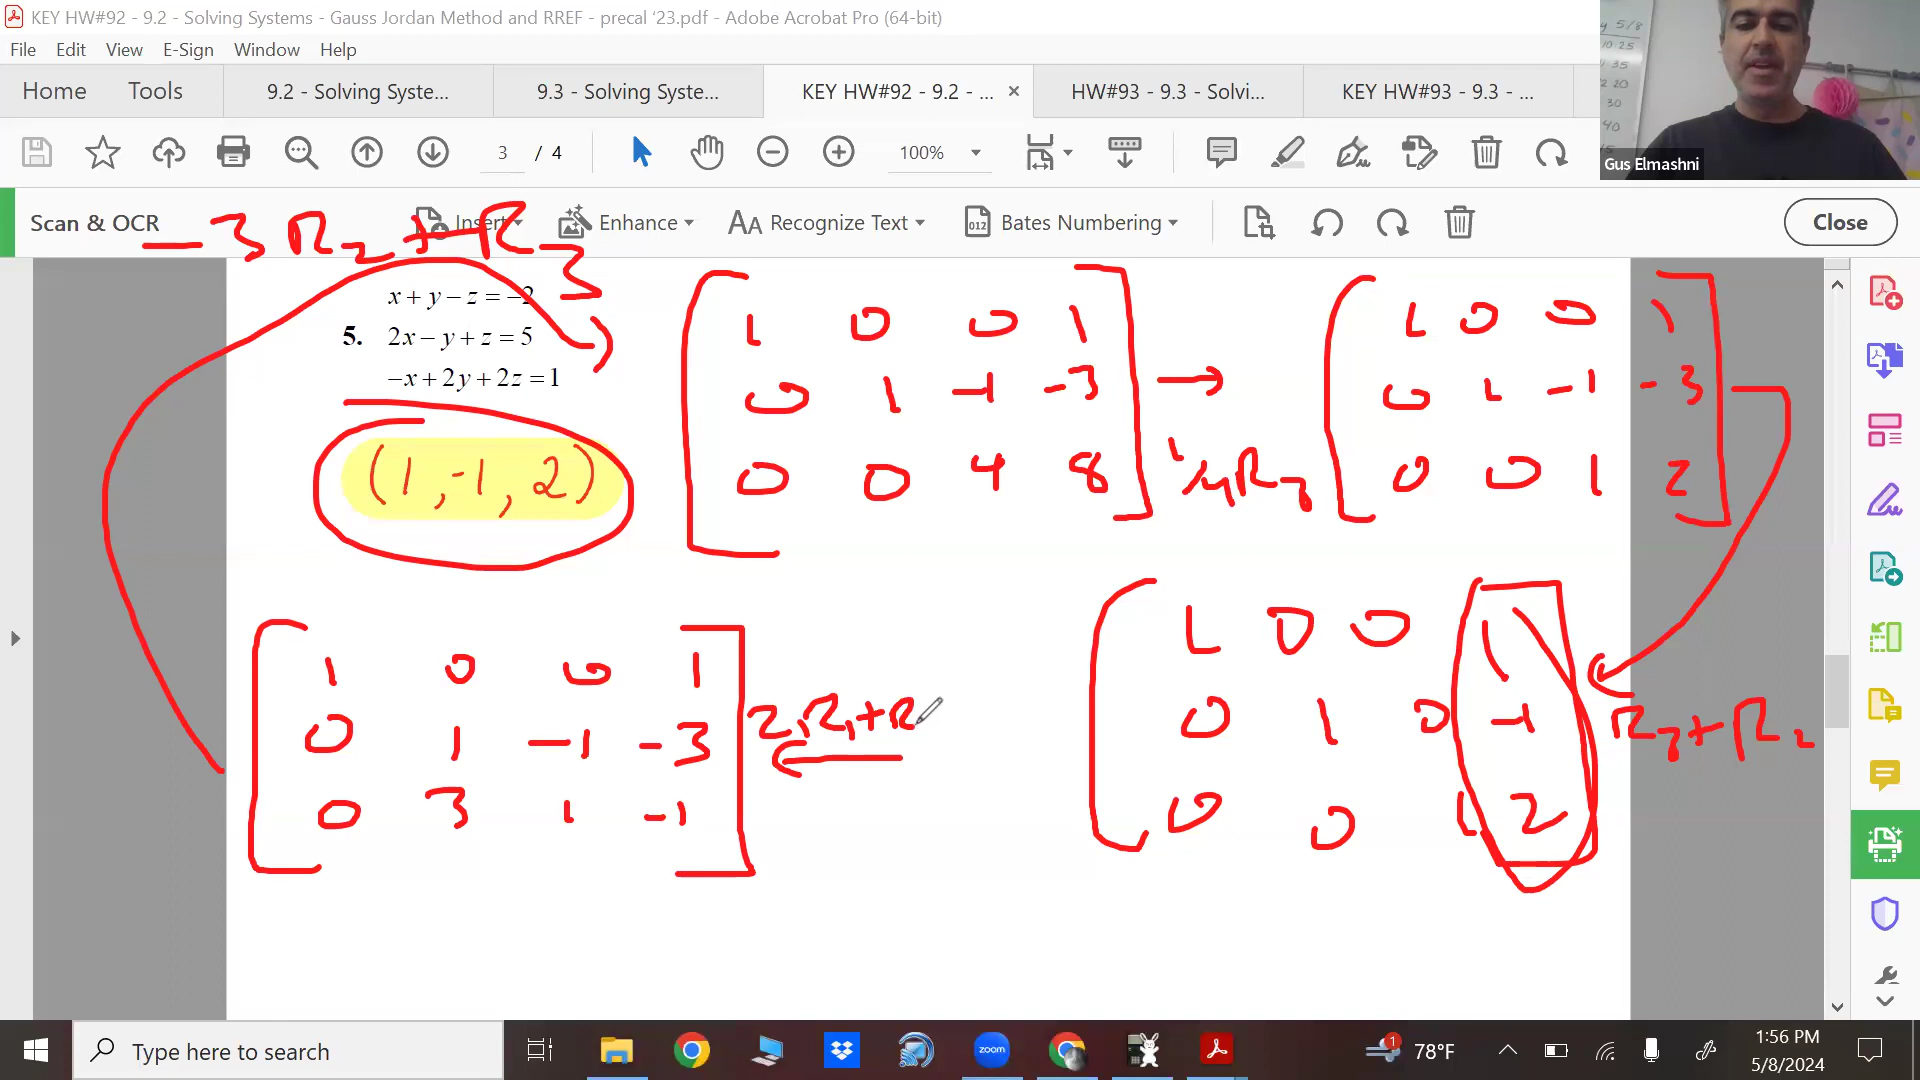 KEY HW#92 - 9.2 - Solving Systems - Gauss Jordan Method and RREF - precal '23.pdf - Adobe Acrobat Pro (64-bit)
File Edit View E-Sign Window Help
Home Tools 9.2 - Solving Syste... 9.3 - Solving Syste... KEY HW#92 - 9.2 - ... × HW#93 - 9.3 - Solvi... KEY HW#93 - 9.3 - ...
3 / 4 100%
Gus Elmashni
Scan & OCR Insert Enhance Recognize Text Bates Numbering Close
-3R2+R3
x + y − z = −2
5. 2x − y + z = 5
−x + 2y + 2z = 1
(1, -1, 2)
1 0 0 1
0 1 -1 -3
0 0 4 8
→
1/4 R3
1 0 0 1
0 1 -1 -3
0 0 1 2
1 0 0 1
0 1 -1 -3
0 3 1 -1
2R1+R
1 0 0 1
0 1 0 -1
0 0 1 2
R3+R2
Type here to search
zoom
1
78°F
1:56 PM
5/8/2024